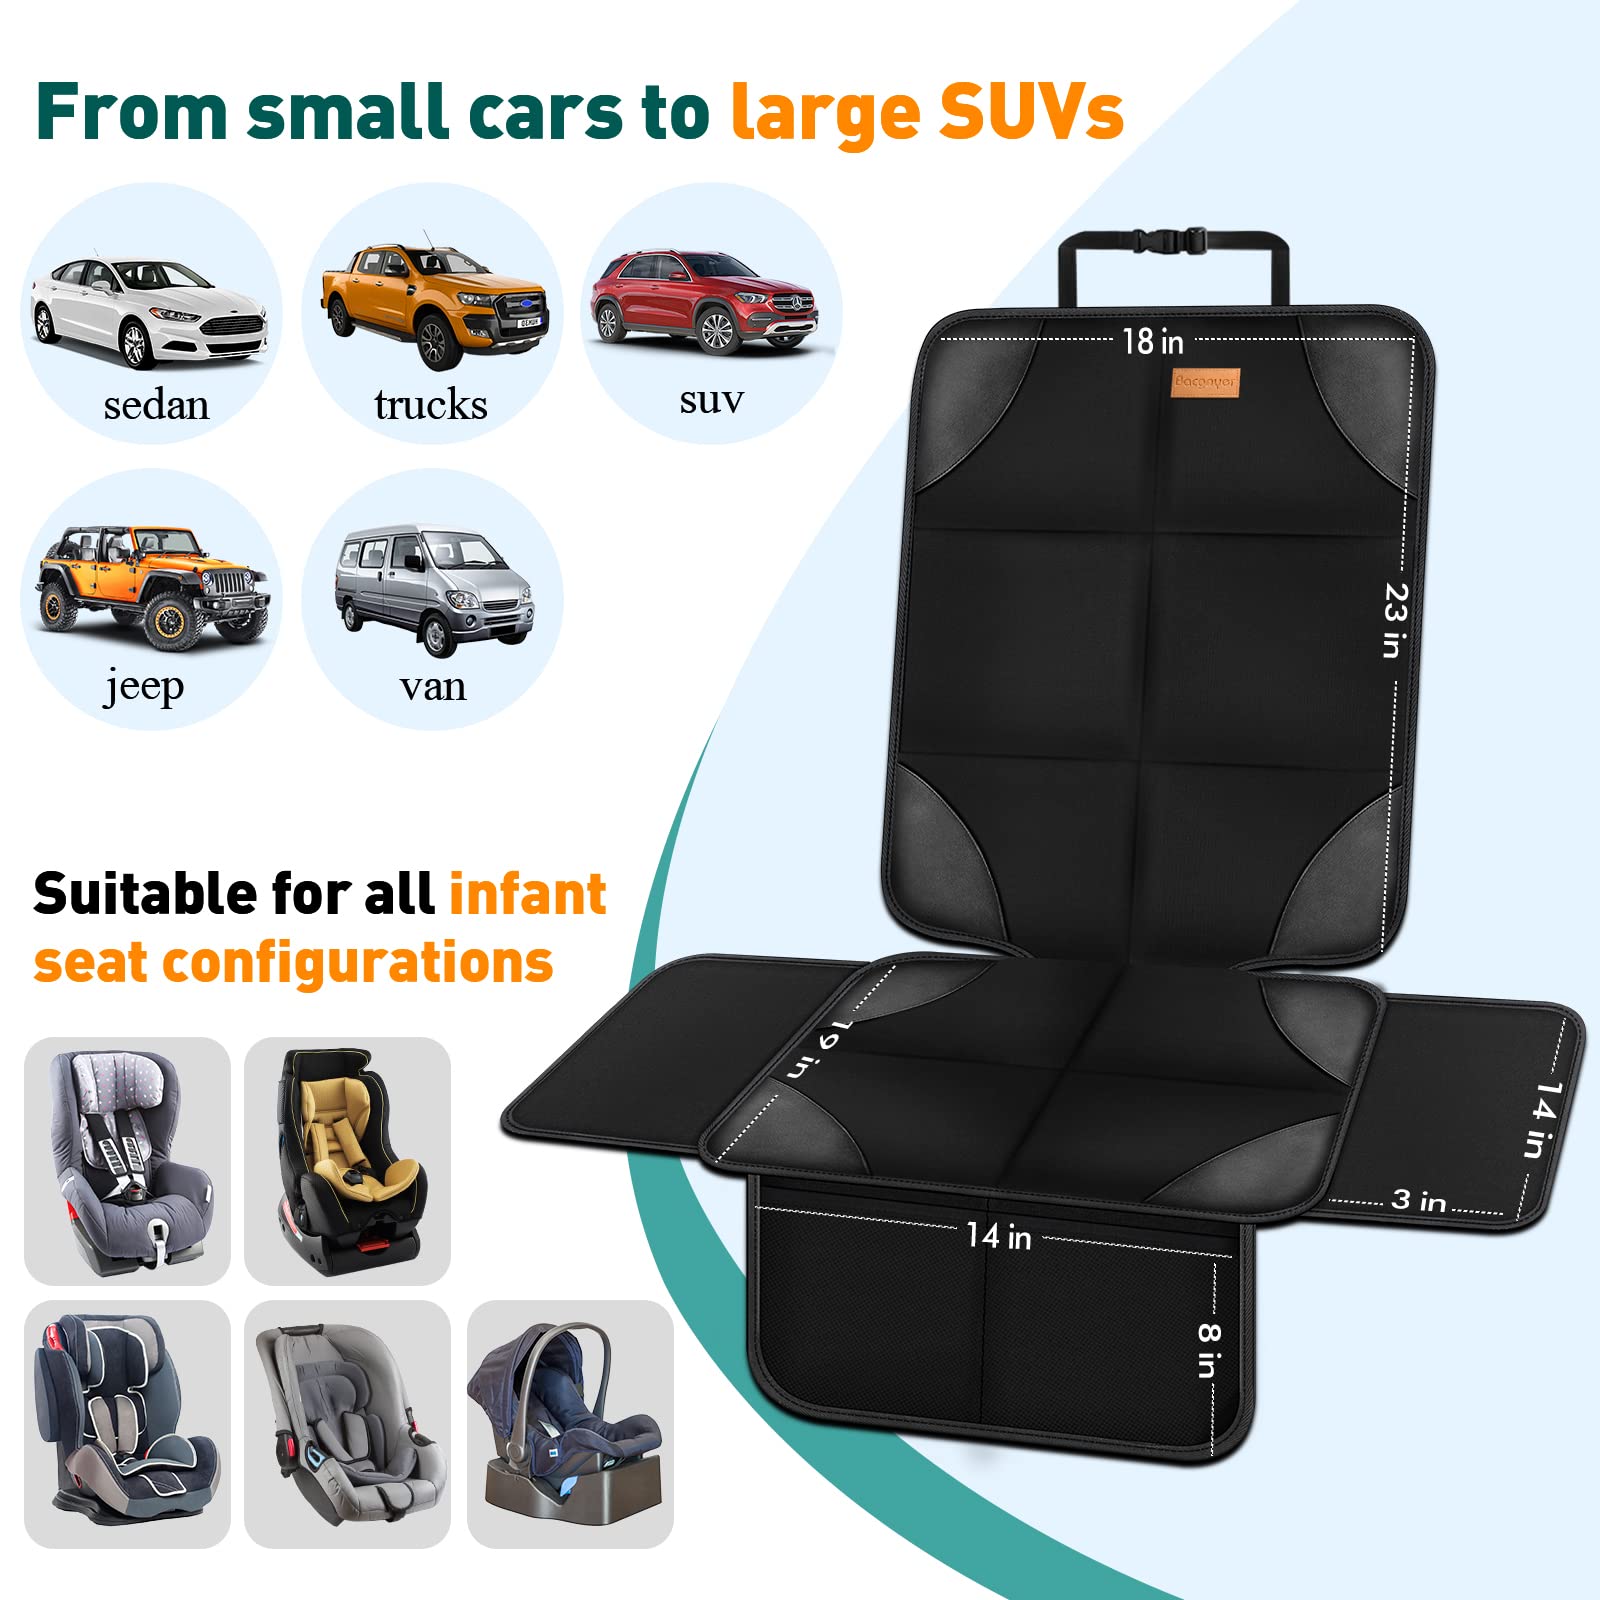 From small cars to large SUVs
sedan
trucks
suv
jeep
van
Suitable for all infant
seat configurations
18 in
23 in
19 in
14 in
3 in
14 in
8 in